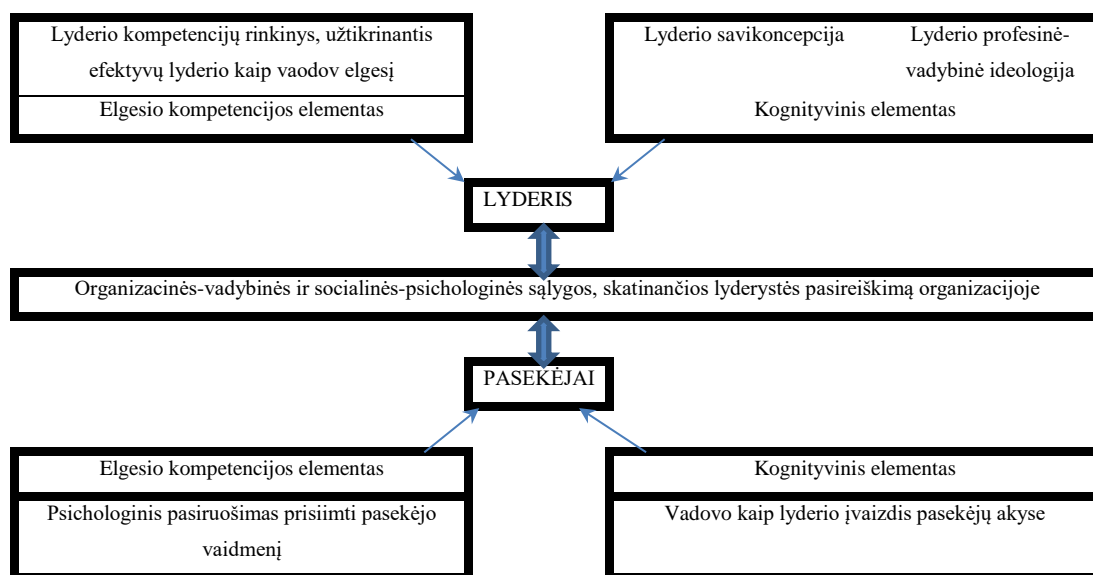 Lyderio kompetencijų rinkinys, užtikrinantis
efektyvų lyderio kaip vaodov elgesį
Elgesio kompetencijos elementas
Lyderio savikoncepcija Lyderio profesinė-
vadybinė ideologija
Kognityvinis elementas
LYDERIS
Organizacinės-vadybinės ir socialinės-psichologinės sąlygos, skatinančios lyderystės pasireiškimą organizacijoje
PASEKĖJAI
Elgesio kompetencijos elementas
Psichologinis pasiruošimas prisiimti pasekėjo
vaidmenį
Kognityvinis elementas
Vadovo kaip lyderio įvaizdis pasekėjų akyse